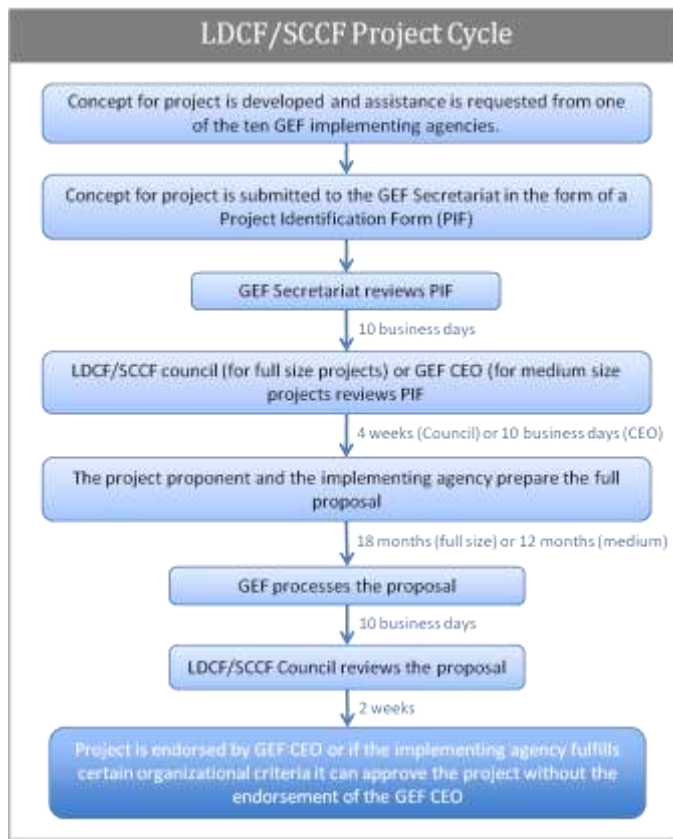 LDCF/SCCF Project Cycle
Concept for project is developed and assistance is requested from one
of the ten GEF implementing agencies.
Concept for project is submitted to the GEF Secretariat in the form of a
Project Identification Form (PIF)
GEF Secretariat reviews PIF
10 business days
LDCF/SCCF council (for full size projects) or GEF CEO (for medium size
projects reviews PIF
4 weeks (Council) or 10 business days (CEO)
The project proponent and the implementing agency prepare the full
proposal
18 months (full size) or 12 months (medium)
GEF processes the proposal
10 business days
LDCF/SCCF Council reviews the proposal
2 weeks
Project is endorsed by GEF CEO or if the implementing agency fulfills
certain organizational criteria it can approve the project without the
endorsement of the GEF CEO